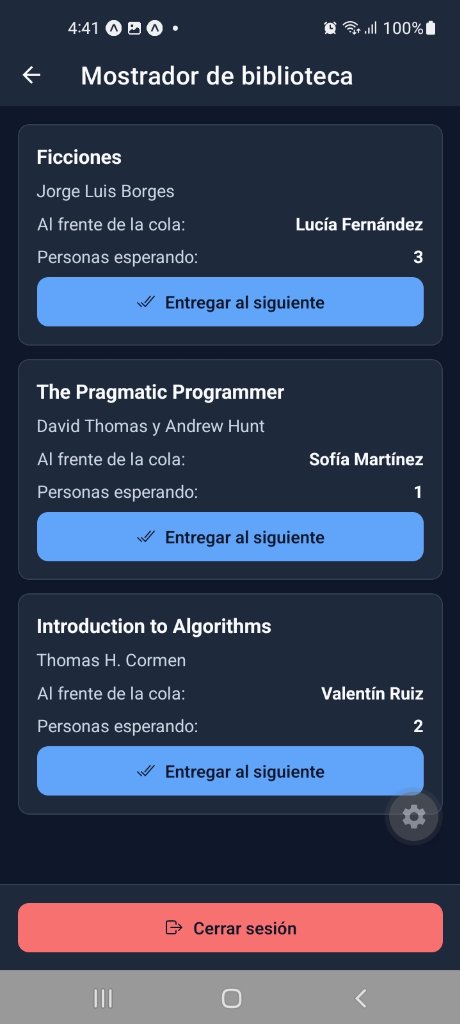 4:41
100%
Mostrador de biblioteca
Ficciones
Jorge Luis Borges
Al frente de la cola: Lucía Fernández
Personas esperando: 3
Entregar al siguiente
The Pragmatic Programmer
David Thomas y Andrew Hunt
Al frente de la cola: Sofía Martínez
Personas esperando: 1
Entregar al siguiente
Introduction to Algorithms
Thomas H. Cormen
Al frente de la cola: Valentín Ruiz
Personas esperando: 2
Entregar al siguiente
Cerrar sesión